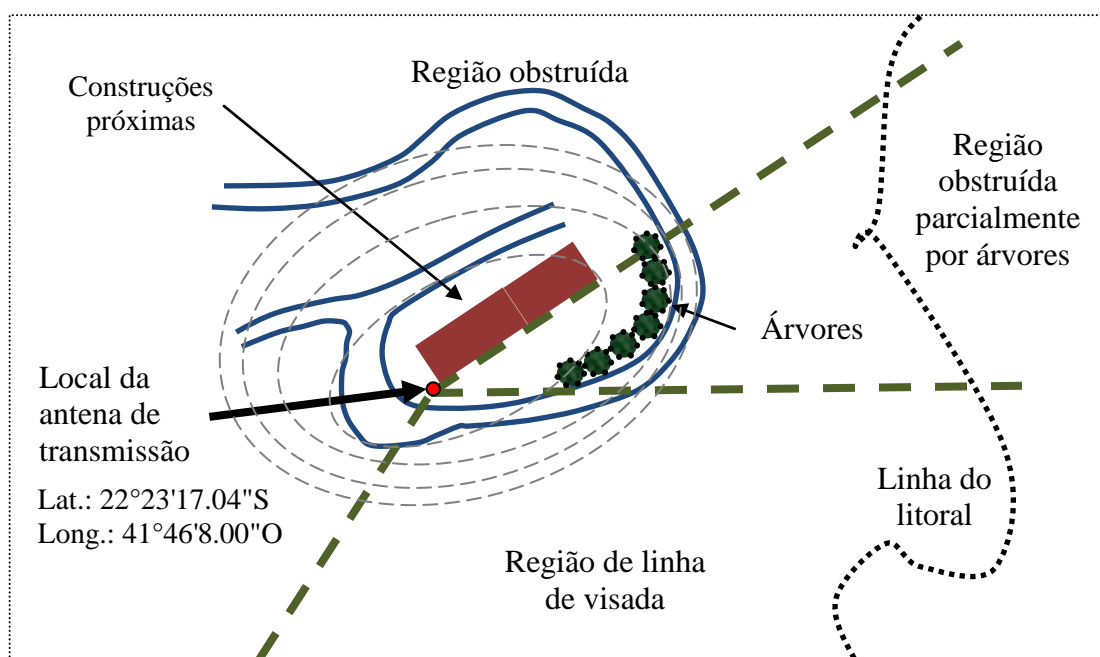 Construções
próximas
Região obstruída
Região
obstruída
parcialmente
por árvores
Árvores
Local da
antena de
transmissão
Lat.: 22°23'17.04"S
Long.: 41°46'8.00"O
Linha do
litoral
Região de linha
de visada